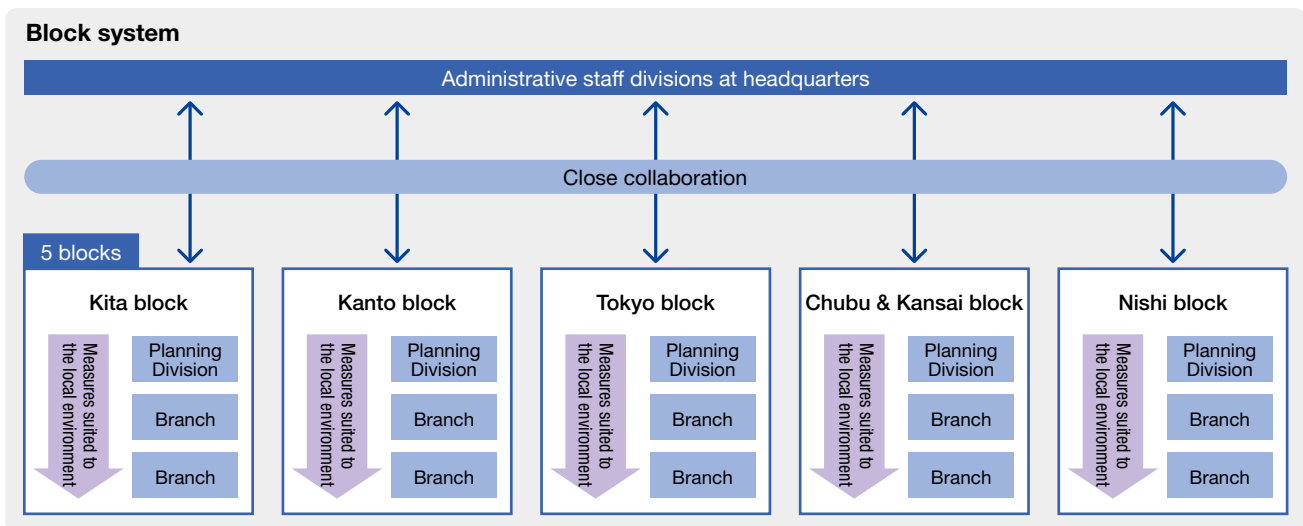 Block system
Administrative staff divisions at headquarters
Close collaboration
5 blocks
Kita block
Measures suited to
the local environment
Planning
Division
Branch
Branch
Kanto block
Measures suited to
the local environment
Planning
Division
Branch
Branch
Tokyo block
Measures suited to
the local environment
Planning
Division
Branch
Branch
Chubu & Kansai block
Measures suited to
the local environment
Planning
Division
Branch
Branch
Nishi block
Measures suited to
the local environment
Planning
Division
Branch
Branch